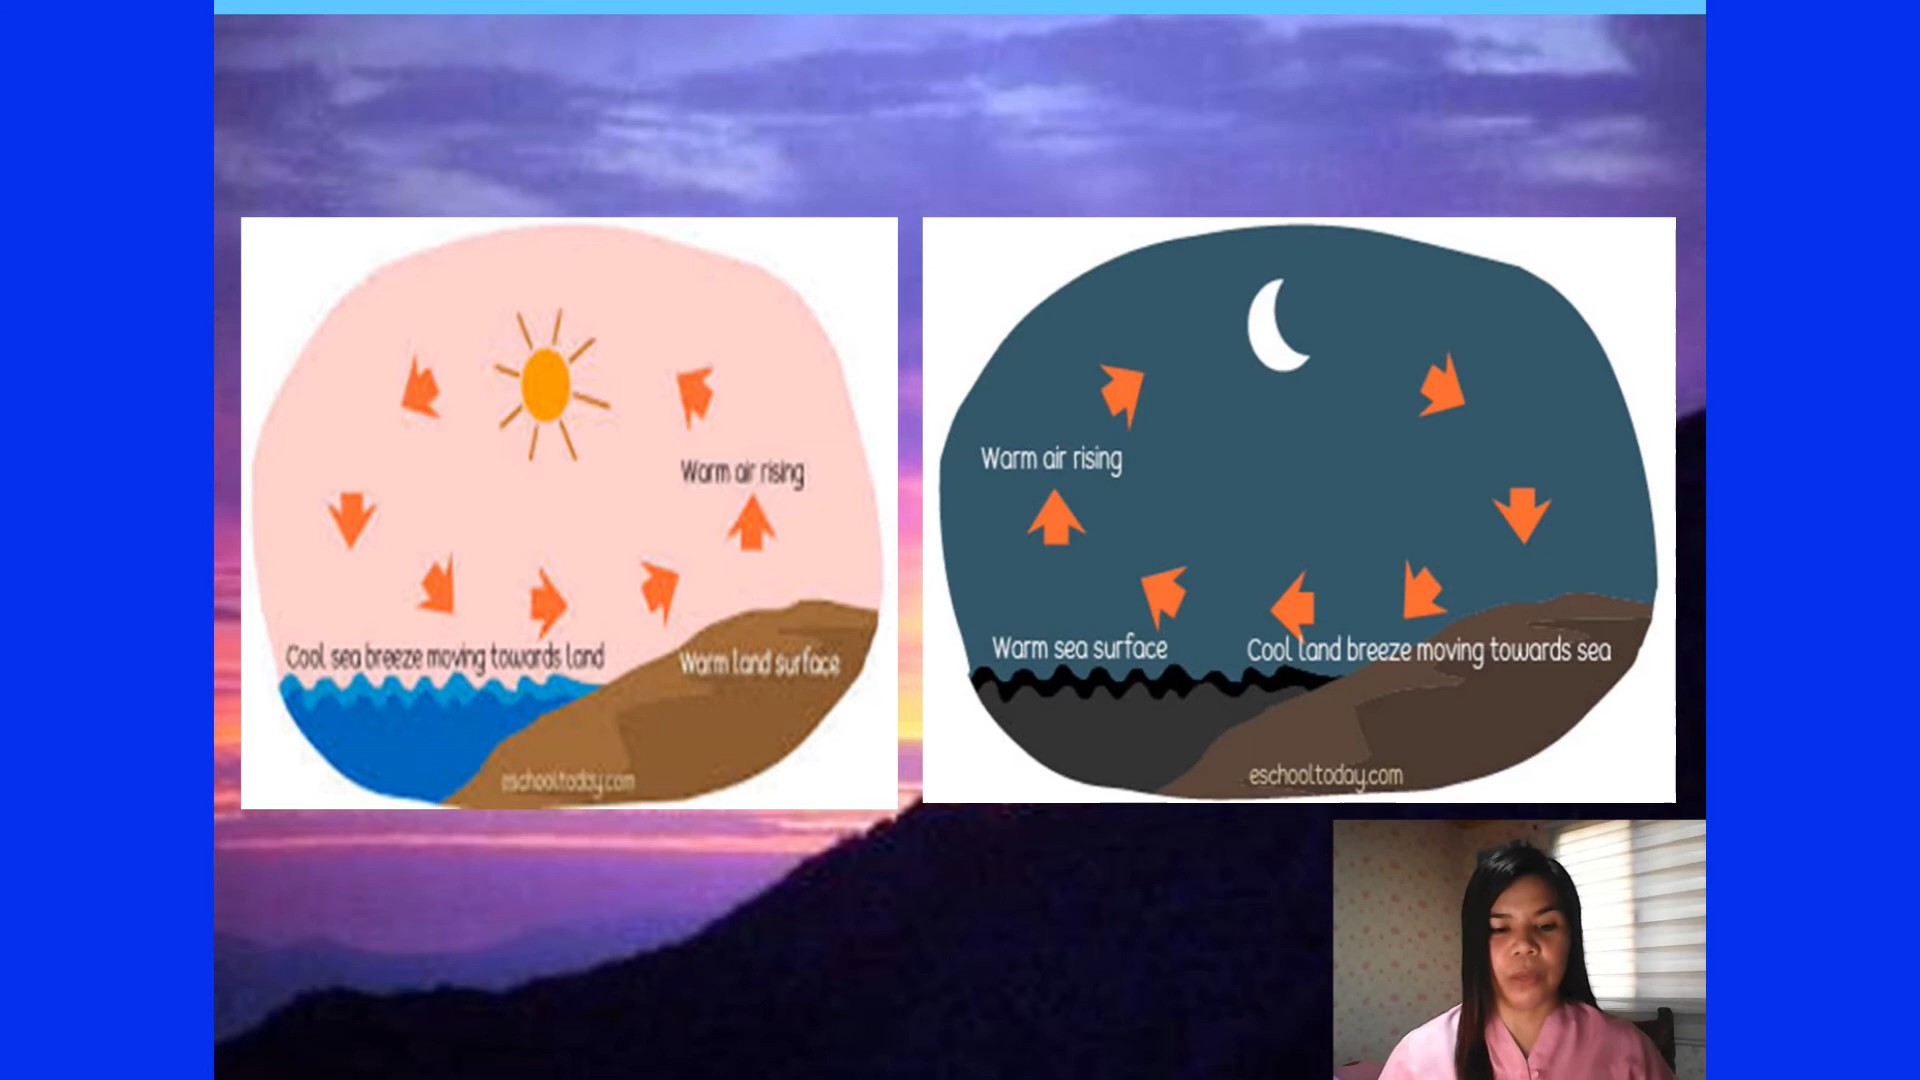 Warm air rising
Cool sea breeze moving towards land
Warm land surface
eschooltoday.com
Warm air rising
Warm sea surface
Cool land breeze moving towards sea
eschooltoday.com